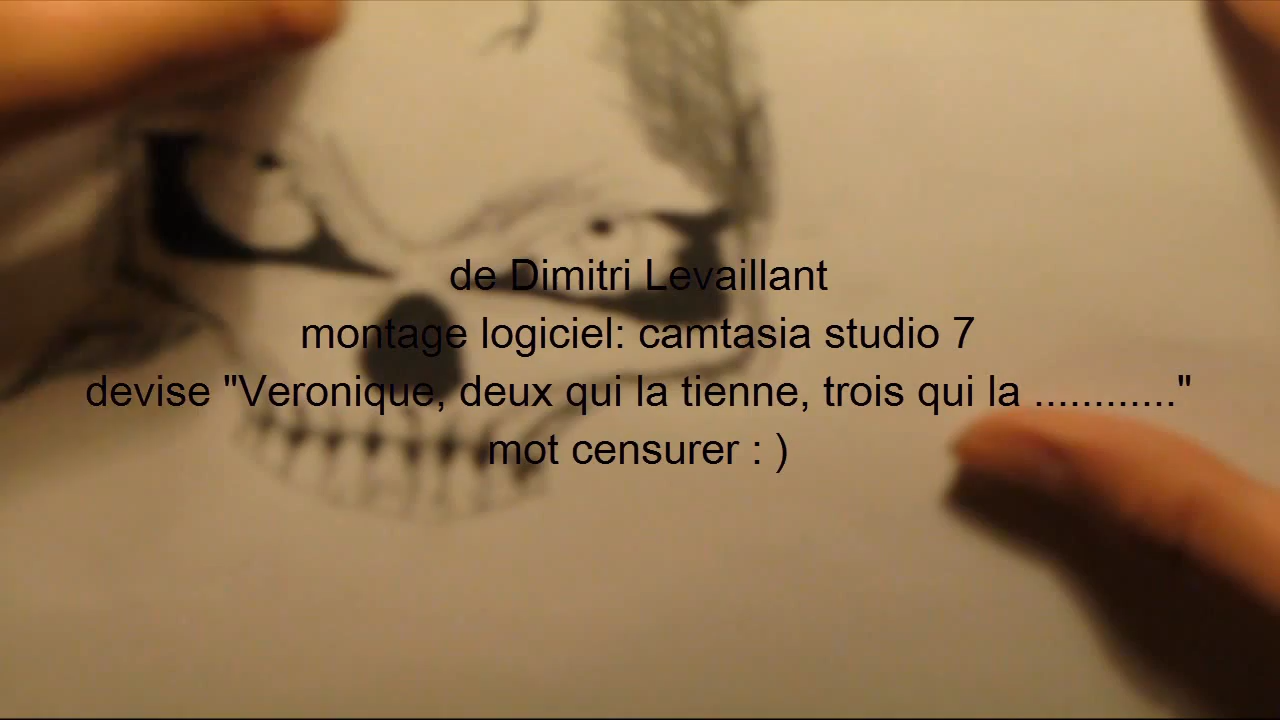 de Dimitri Levaillant
montage logiciel: camtasia studio 7
devise "Veronique, deux qui la tienne, trois qui la ............"
mot censurer : )